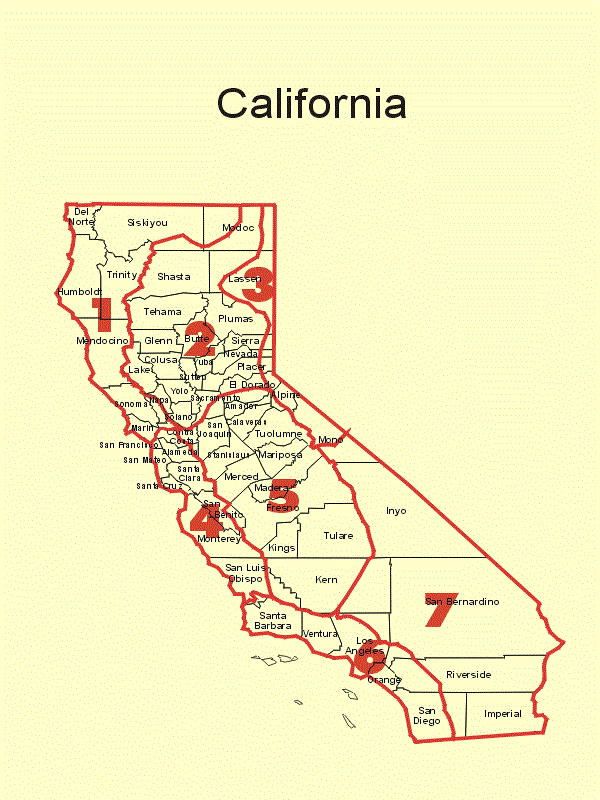 California
Del
Norte
Siskiyou
Modoc
Trinity
Shasta
Lassen
3
Humboldt
1
Tehama
Plumas
Mendocino
Glenn
Butte
2
Sierra
Nevada
Colusa
Yuba
Placer
Lake
Sutter
El Dorado
Yolo
Sonoma
Napa
Sacramento
Alpine
Amador
Solano
Marin
Calaveras
San
Joaquin
Contra
Costa
Tuolumne
Mono
San Francisco
Alameda
Stanislaus
Mariposa
San Mateo
Santa
Clara
Merced
Santa Cruz
Madera
5
San
Benito
Fresno
Inyo
4
Monterey
Tulare
Kings
San Luis
Obispo
Kern
7
San Bernardino
Santa
Barbara
Ventura
Los
Angeles
6
Orange
Riverside
San
Diego
Imperial